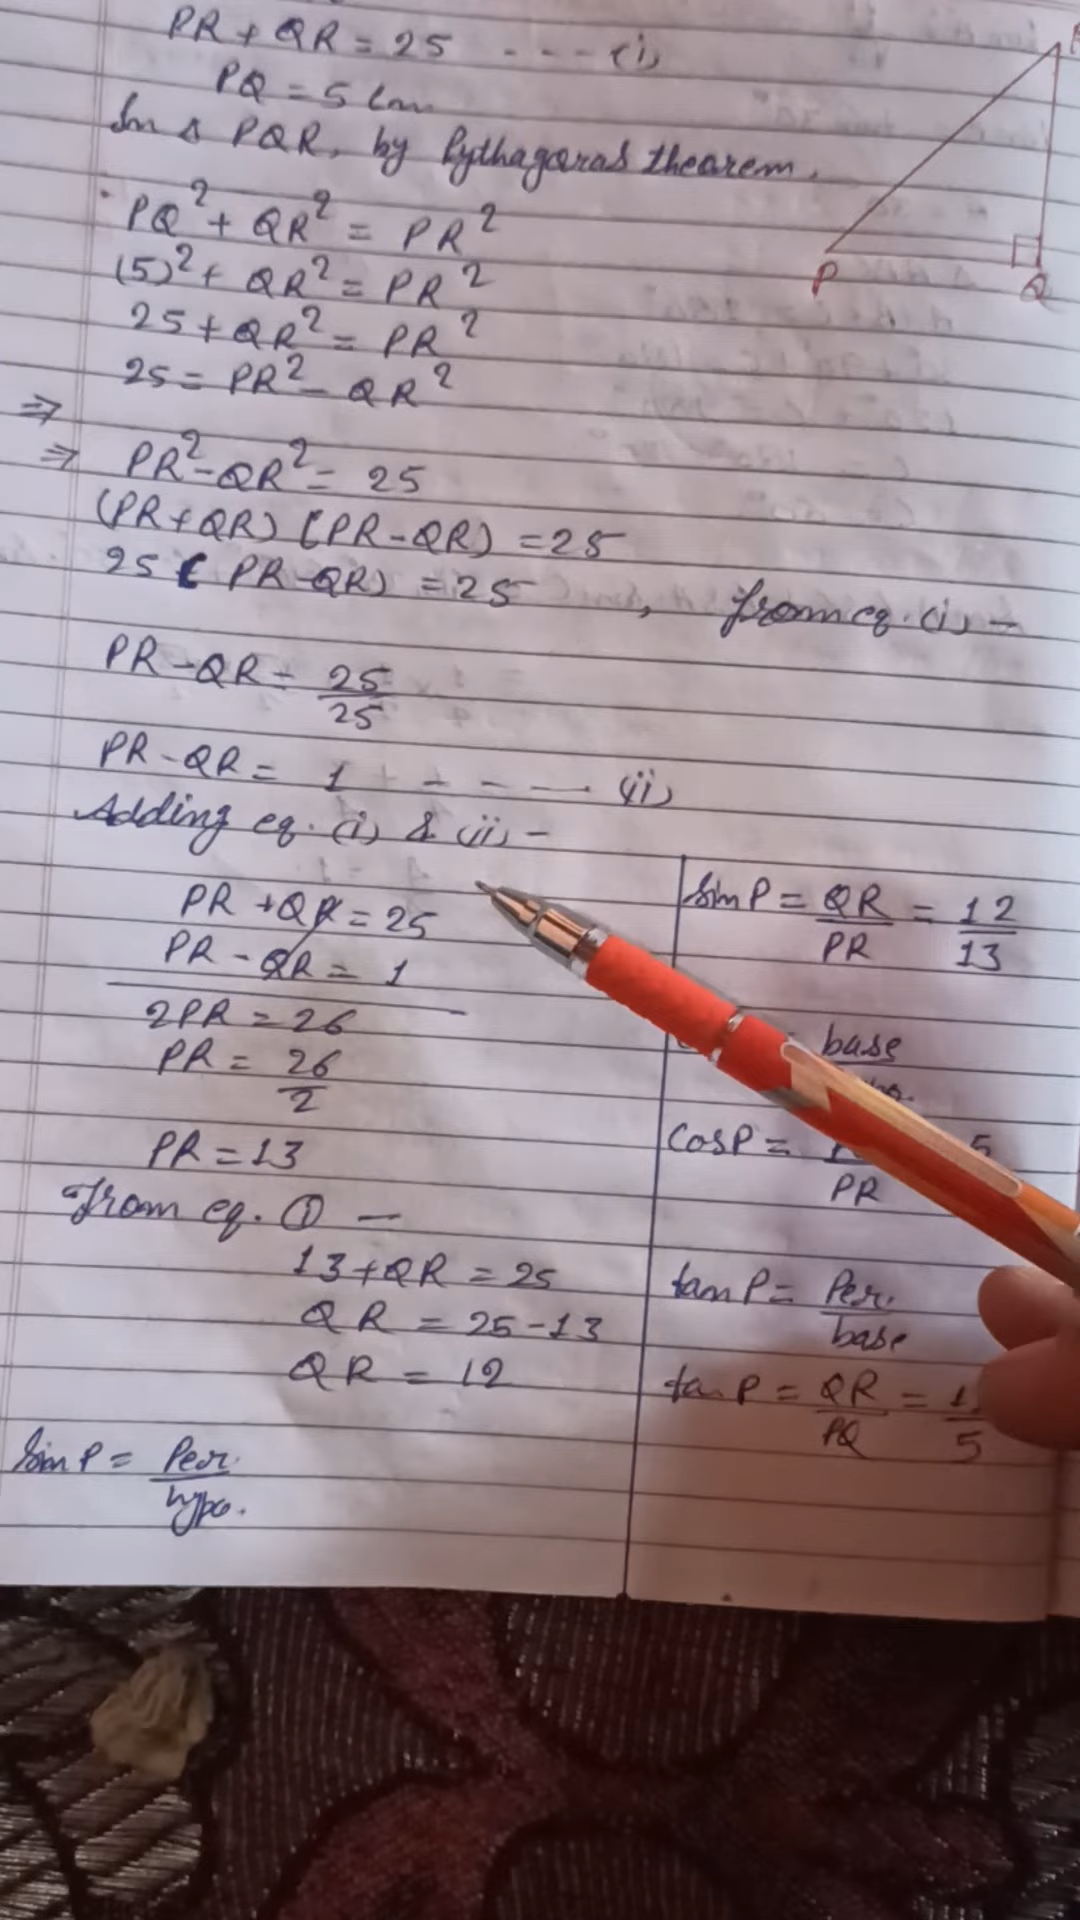 PR + QR = 25 - - - - (i)
PQ = 5 cm
In Δ PQR, by Pythagoras theorem,
PQ² + QR² = PR²
(5)² + QR² = PR²
25 + QR² = PR²
25 = PR² - QR²
⇒
⇒ PR² - QR² = 25
(PR + QR) (PR - QR) = 25
25 ( PR - QR) = 25 , from eq. (i) -
PR - QR = 25/25
PR - QR = 1 - - - - (ii)
Adding eq. (i) & (ii) -
PR + QR = 25
PR - QR = 1
2PR = 26
PR = 26/2
PR = 13
From eq. ① -
13 + QR = 25
QR = 25 - 13
QR = 12
Sin P = Per./hypo.
Sin P = QR/PR = 12/13
base
Cos P = PR 5
tan P = Per./base
tan P = QR/PQ = 5
P
Q